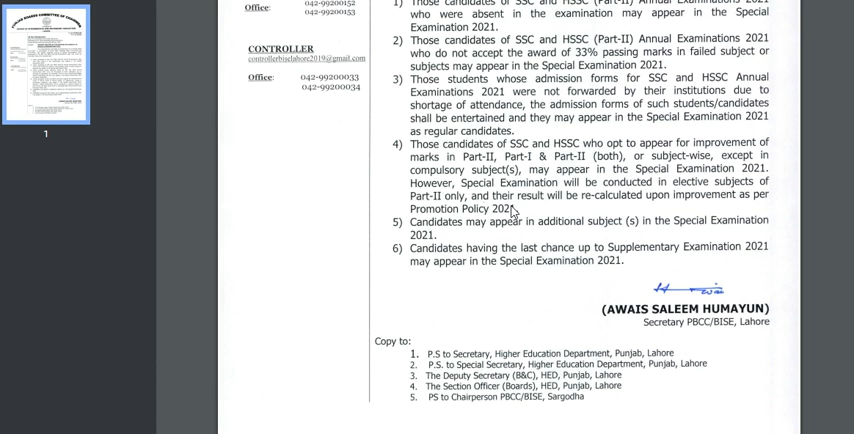 042-99200152
Office:
042-99200153
CONTROLLER
controllerbiselahore2019@gmail.com
Office: 042-99200033
042-99200034
1) Those candidates of SSC and HSSC (Part-II) Annual Examinations 2021
who were absent in the examination may appear in the Special
Examination 2021.
2) Those candidates of SSC and HSSC (Part-II) Annual Examinations 2021
who do not accept the award of 33% passing marks in failed subject or
subjects may appear in the Special Examination 2021.
3) Those students whose admission forms for SSC and HSSC Annual
Examinations 2021 were not forwarded by their institutions due to
shortage of attendance, the admission forms of such students/candidates
shall be entertained and they may appear in the Special Examination 2021
as regular candidates.
4) Those candidates of SSC and HSSC who opt to appear for improvement of
marks in Part-II, Part-I & Part-II (both), or subject-wise, except in
compulsory subject(s), may appear in the Special Examination 2021.
However, Special Examination will be conducted in elective subjects of
Part-II only, and their result will be re-calculated upon improvement as per
Promotion Policy 2021.
5) Candidates may appear in additional subject (s) in the Special Examination
2021.
6) Candidates having the last chance up to Supplementary Examination 2021
may appear in the Special Examination 2021.
(AWAIS SALEEM HUMAYUN)
Secretary PBCC/BISE, Lahore
Copy to:
1. P.S to Secretary, Higher Education Department, Punjab, Lahore
2. P.S. to Special Secretary, Higher Education Department, Punjab, Lahore
3. The Deputy Secretary (B&C), HED, Punjab, Lahore
4. The Section Officer (Boards), HED, Punjab, Lahore
5. PS to Chairperson PBCC/BISE, Sargodha
1